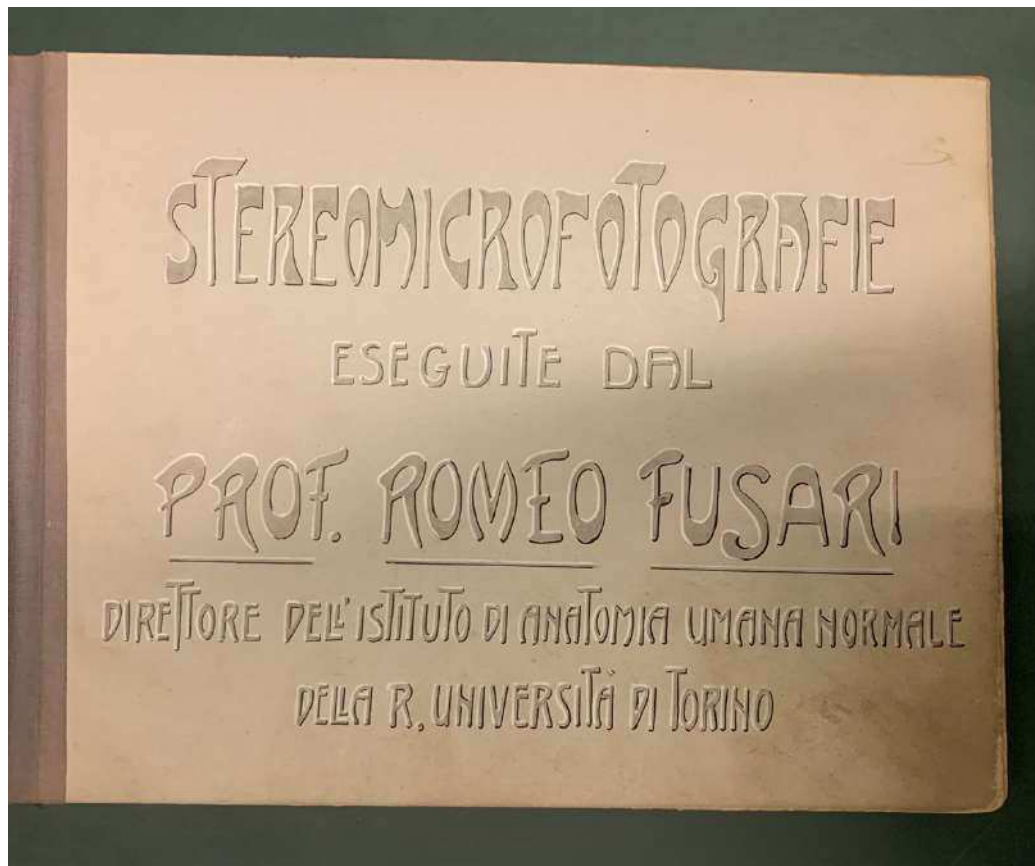 STEREOMICROFOTOGRAFIE
ESEGUITE DAL
PROF. ROMEO FUSARI
DIRETTORE DELL' ISTITUTO DI ANATOMIA UMANA NORMALE
DELLA R. UNIVERSITÀ DI TORINO